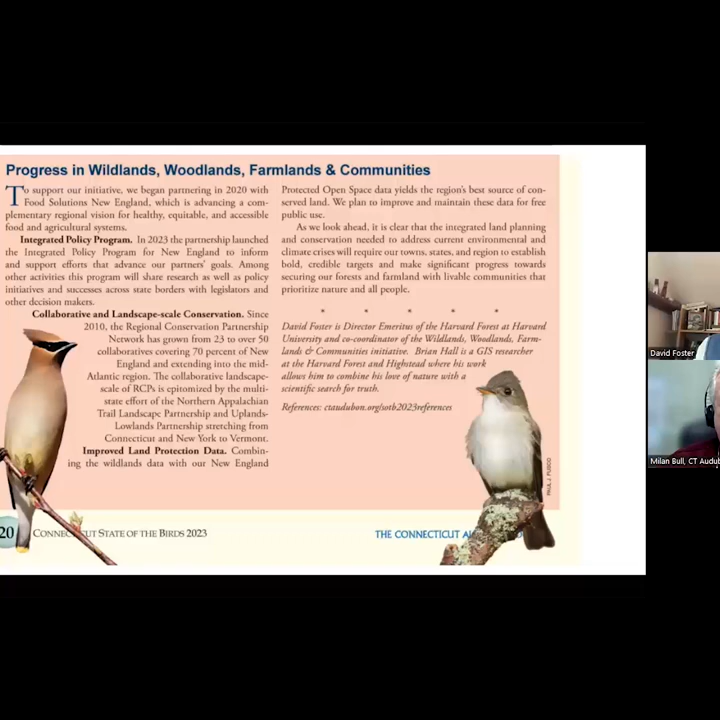 Progress in Wildlands, Woodlands, Farmlands & Communities
To support our initiative, we began partnering in 2020 with
Food Solutions New England, which is advancing a com-
plementary regional vision for healthy, equitable, and accessible
food and agricultural systems.
Integrated Policy Program. In 2023 the partnership launched
the Integrated Policy Program for New England to inform
and support efforts that advance our partners' goals. Among
other activities this program will share research as well as policy
initiatives and successes across state borders with legislators and
other decision makers.
Collaborative and Landscape-scale Conservation. Since
2010, the Regional Conservation Partnership
Network has grown from 23 to over 50
collaboratives covering 70 percent of New
England and extending into the mid-
Atlantic region. The collaborative landscape-
scale of RCPs is epitomized by the multi-
state effort of the Northern Appalachian
Trail Landscape Partnership and Uplands-
Lowlands Partnership stretching from
Connecticut and New York to Vermont.
Improved Land Protection Data. Combin-
ing the wildlands data with our New England
Protected Open Space data yields the region's best source of con-
served land. We plan to improve and maintain these data for free
public use.
As we look ahead, it is clear that the integrated land planning
and conservation needed to address current environmental and
climate crises will require our towns, states, and region to establish
bold, credible targets and make significant progress towards
securing our forests and farmland with livable communities that
prioritize nature and all people.
* * * * *
David Foster is Director Emeritus of the Harvard Forest at Harvard
University and co-coordinator of the Wildlands, Woodlands, Farm-
lands & Communities initiative. Brian Hall is a GIS researcher
at the Harvard Forest and Highstead where his work
allows him to combine his love of nature with a
scientific search for truth.
References: ctaudubon.org/sotb2023references
PAUL J. FUSCO
20 CONNECTICUT STATE OF THE BIRDS 2023
THE CONNECTICUT
David Foster
Milan Bull, CT Audub